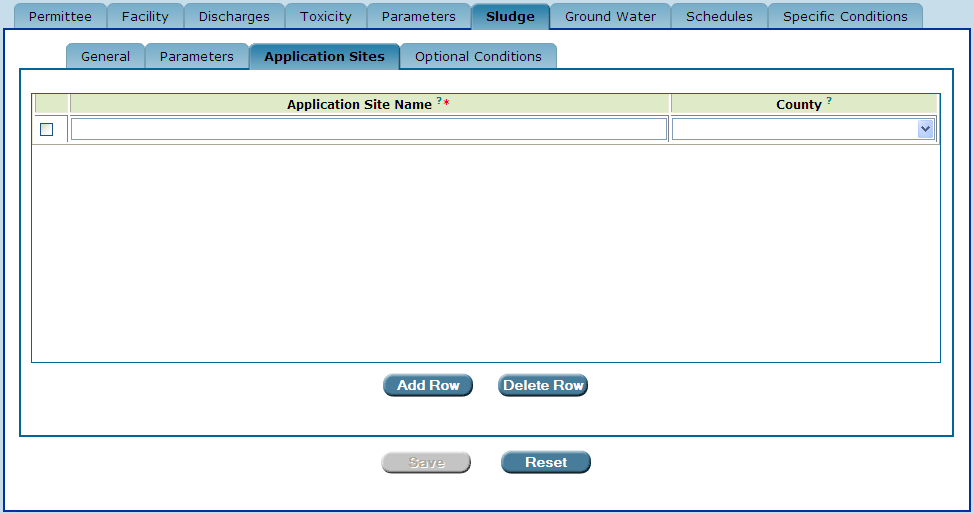 Permittee Facility Discharges Toxicity Parameters Sludge Ground Water Schedules Specific Conditions
General Parameters Application Sites Optional Conditions
Application Site Name ?* County ?
Add Row Delete Row
Save Reset